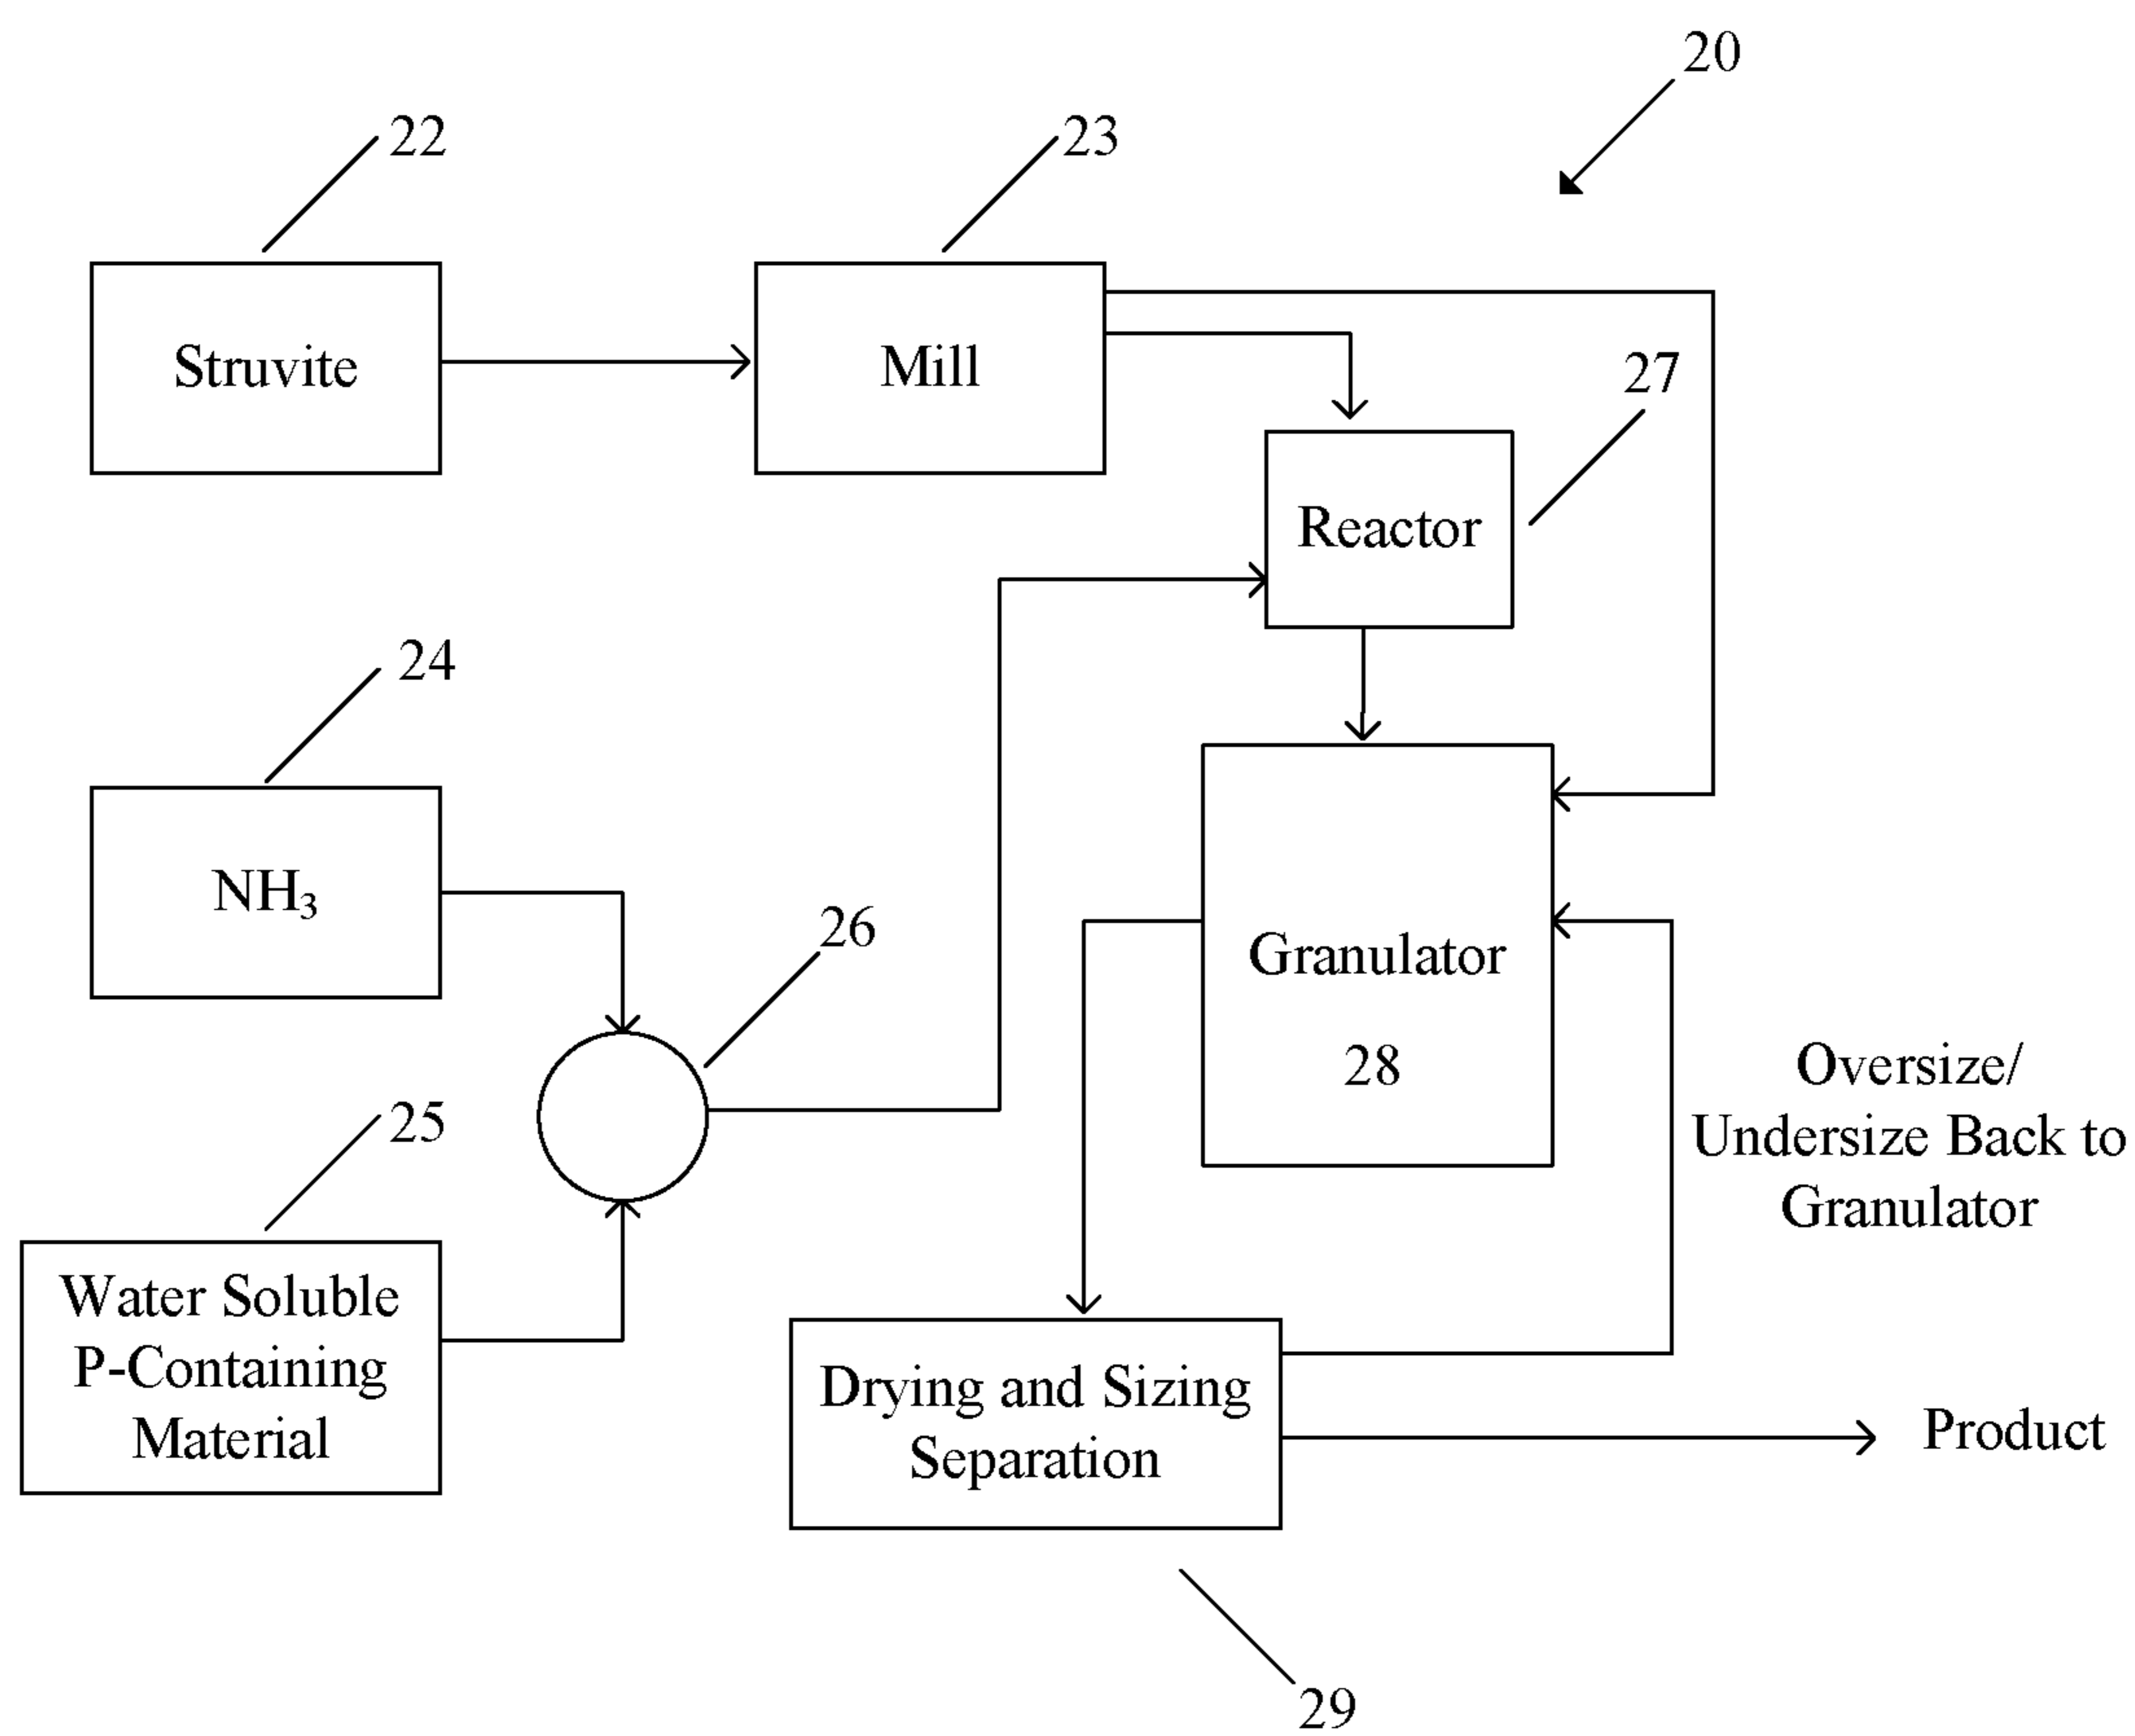 20
22
23
Struvite
Mill
27
Reactor
24
NH₃
26
Granulator
28
25
Oversize/
Undersize Back to
Granulator
Water Soluble
P-Containing
Material
Drying and Sizing
Separation
Product
29